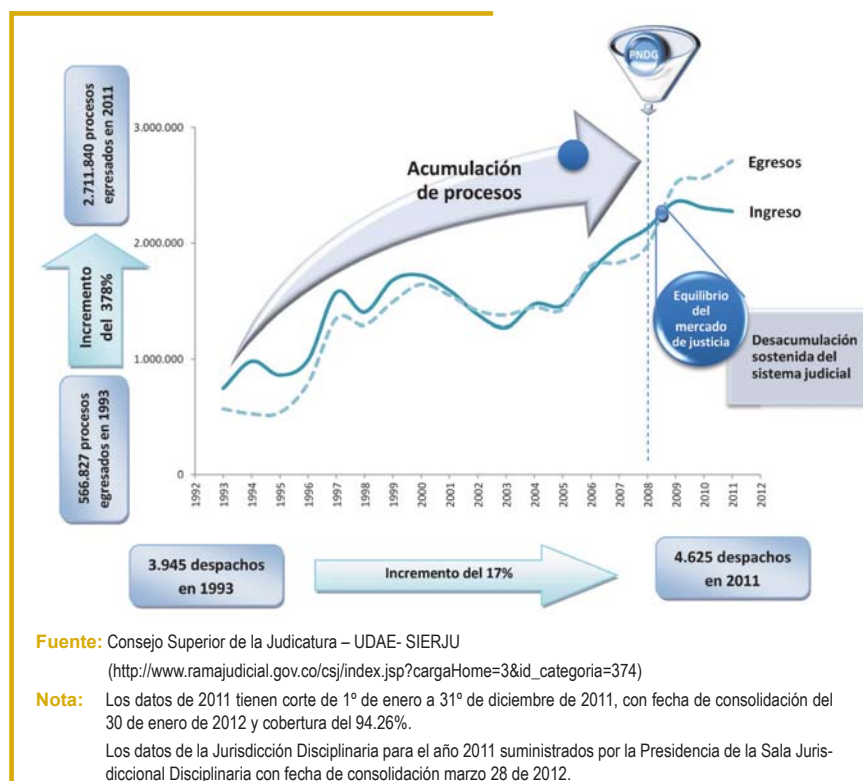 PNDG
2.711.840 procesos
egresados en 2011
Incremento
del 378%
566.827 procesos
egresados en 1993
3.000.000
2.000.000
1.000.000
0
Acumulación
de procesos
Egresos
Ingreso
Equilibrio
del
mercado
de justicia
Desacumulación
sostenida del
sistema judicial
1992
1993
1994
1995
1996
1997
1998
1999
2000
2001
2002
2003
2004
2005
2006
2007
2008
2009
2010
2011
2012
3.945 despachos
en 1993
Incremento del 17%
4.625 despachos
en 2011
Fuente: Consejo Superior de la Judicatura – UDAE- SIERJU
(http://www.ramajudicial.gov.co/csj/index.jsp?cargaHome=3&id_categoria=374)
Nota: Los datos de 2011 tienen corte de 1º de enero a 31º de diciembre de 2011, con fecha de consolidación del
30 de enero de 2012 y cobertura del 94.26%.
Los datos de la Jurisdicción Disciplinaria para el año 2011 suministrados por la Presidencia de la Sala Juris-
diccional Disciplinaria con fecha de consolidación marzo 28 de 2012.